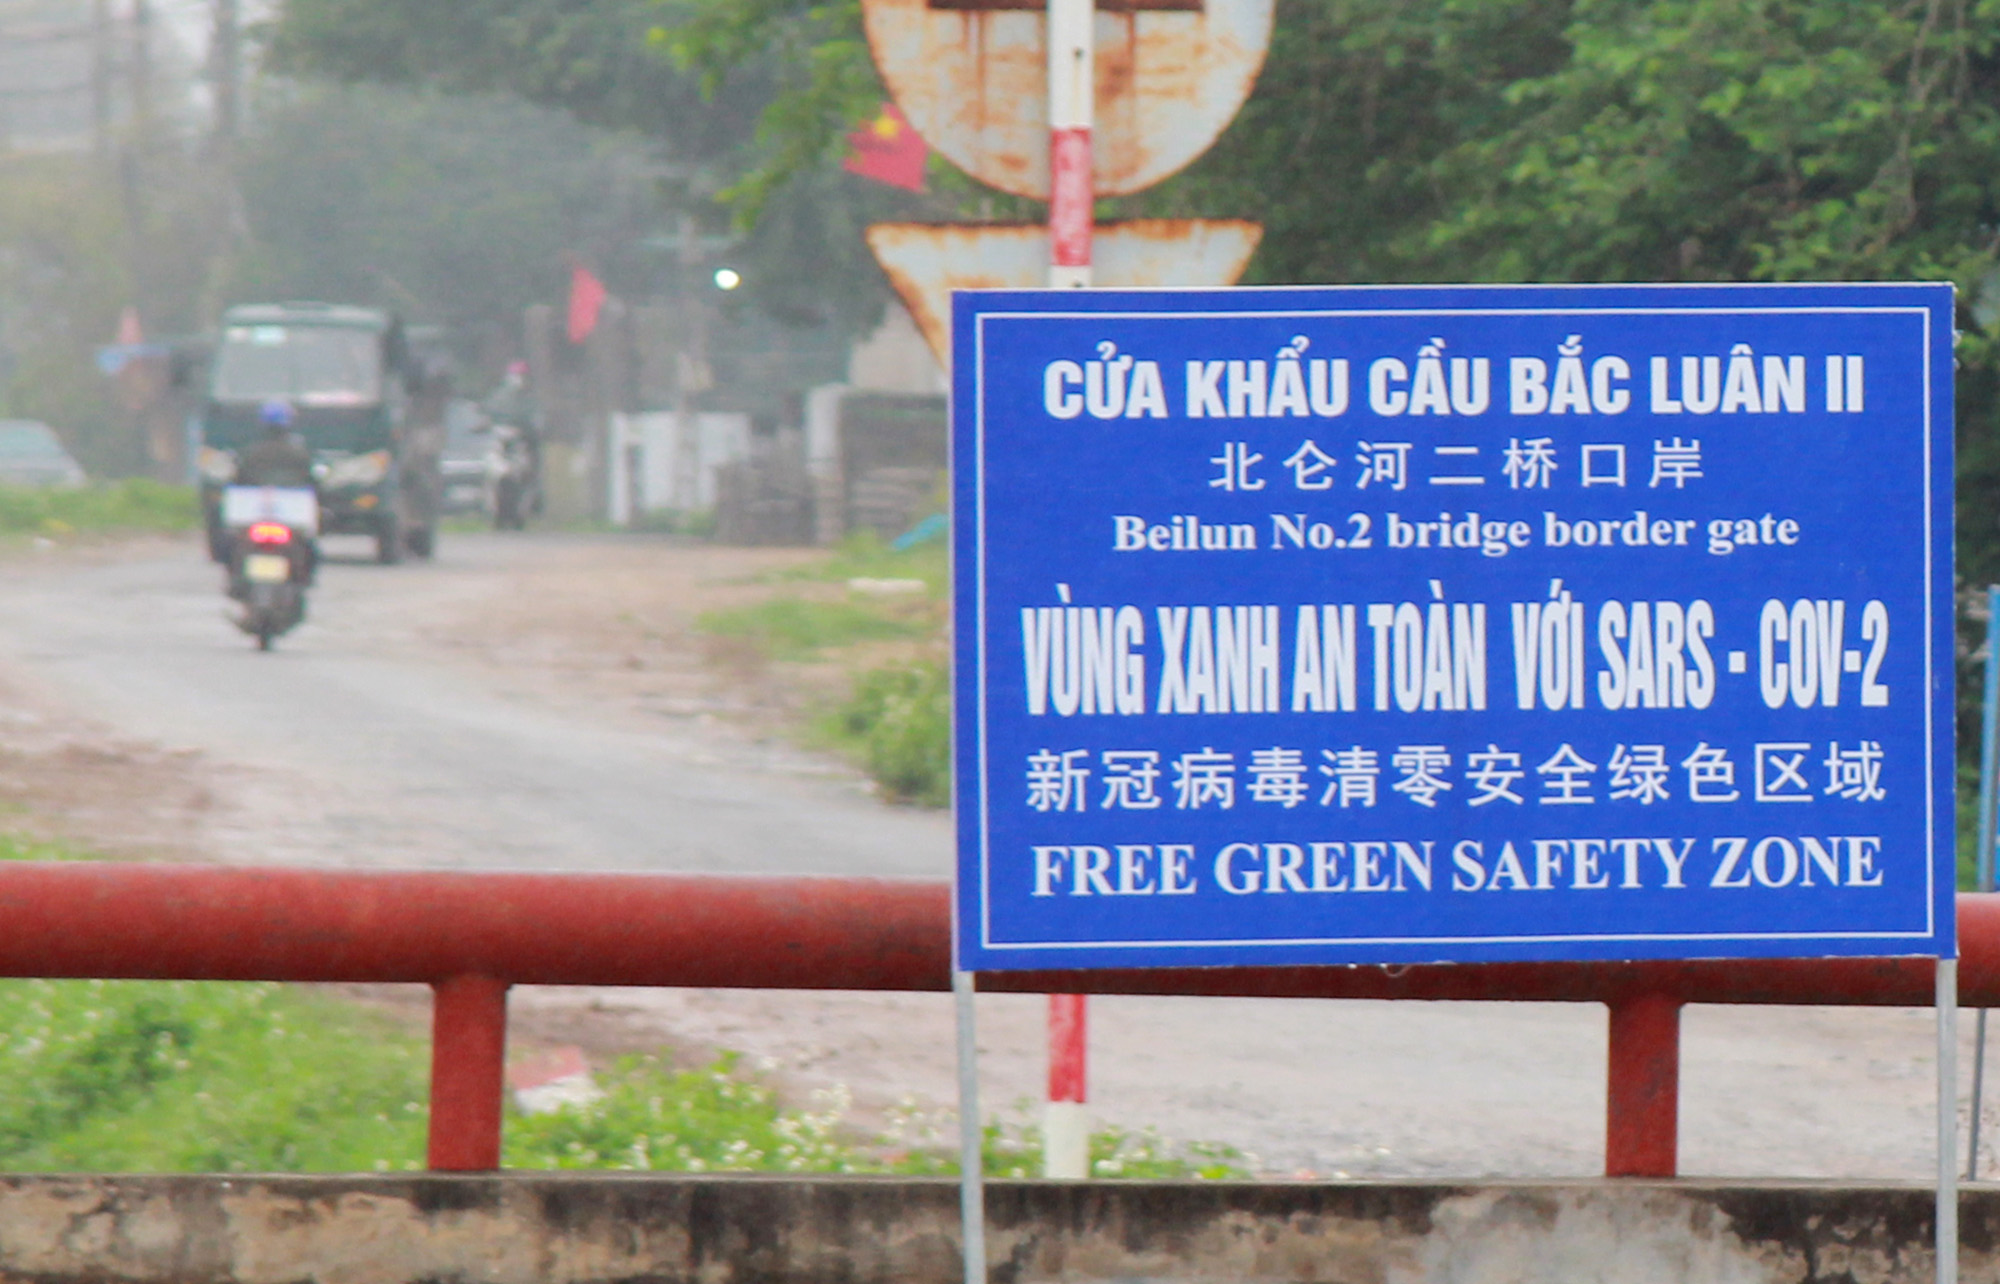 CỬA KHẨU CẦU BẮC LUÂN II
北仑河二桥口岸
Beilun No.2 bridge border gate
VÙNG XANH AN TOÀN VỚI SARS - COV-2
新冠病毒清零安全绿色区域
FREE GREEN SAFETY ZONE